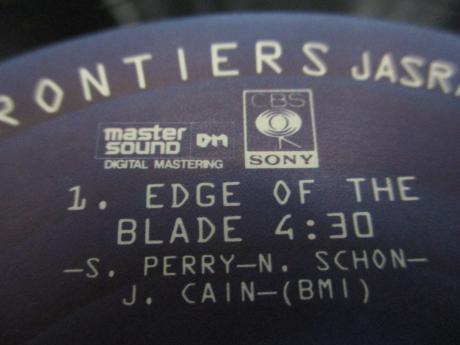 RONTIERS JASRA
CBS
master
sound DM
DIGITAL MASTERING
SONY
1. EDGE OF THE
BLADE 4:30
—S. PERRY—N. SCHON—
J. CAIN—(BMI)